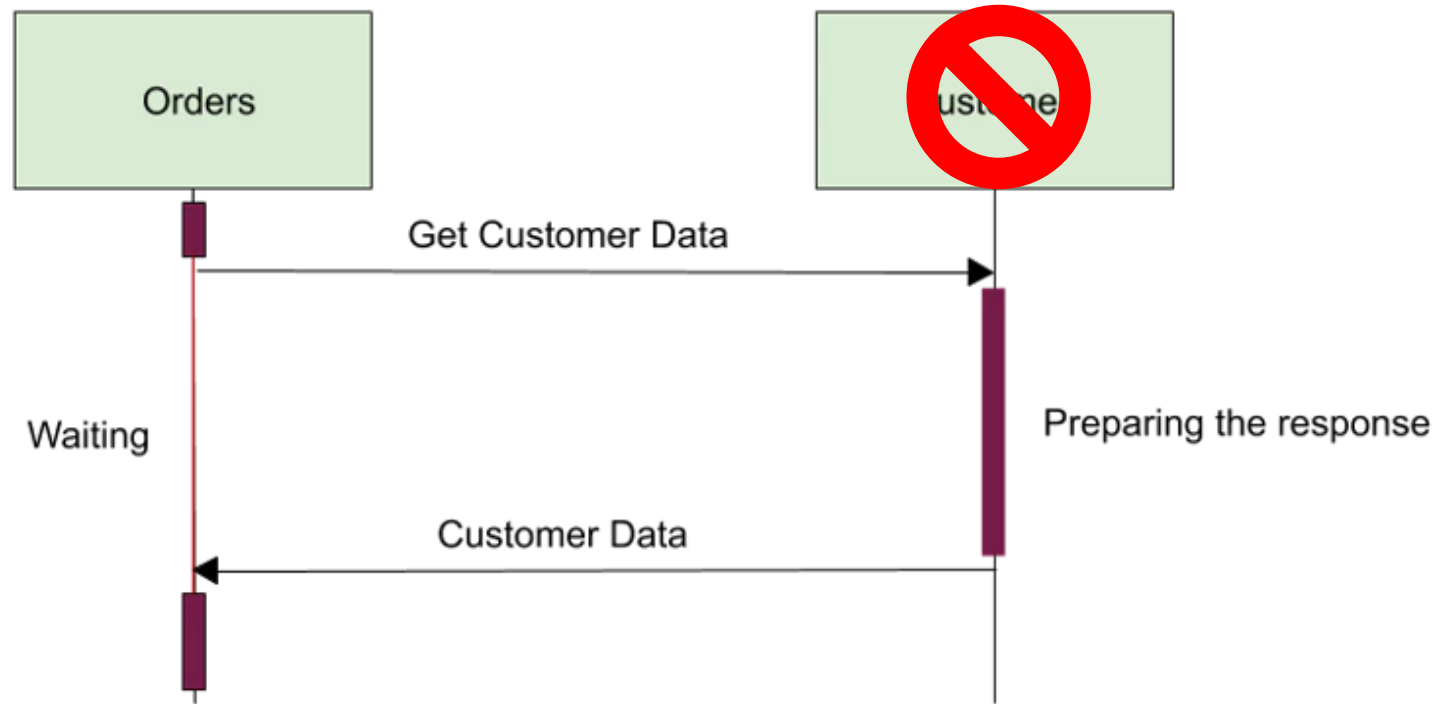 Orders
Get Customer Data
Waiting
Preparing the response
Customer Data